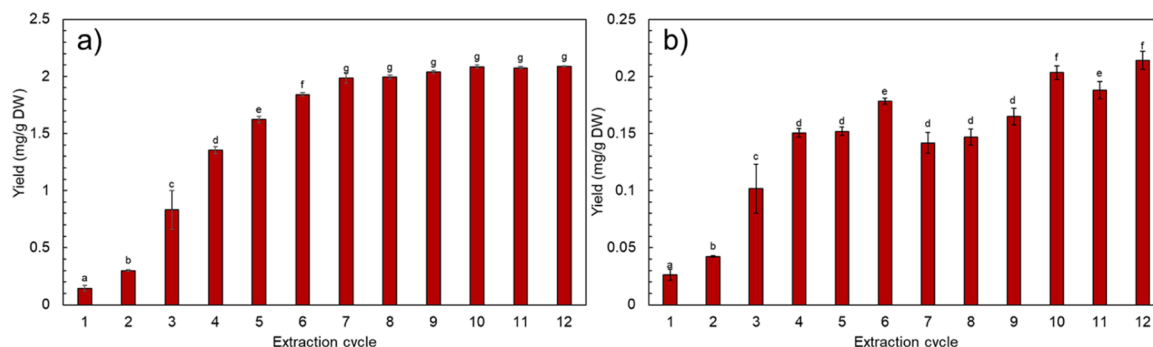 a)
Yield (mg/g DW)
2.5
2
1.5
1
0.5
0
a b c d e f g g g g g g
1 2 3 4 5 6 7 8 9 10 11 12
Extraction cycle
b)
Yield (mg/g DW)
0.25
0.2
0.15
0.1
0.05
0
a b c d d e d d d f e f
1 2 3 4 5 6 7 8 9 10 11 12
Extraction cycle